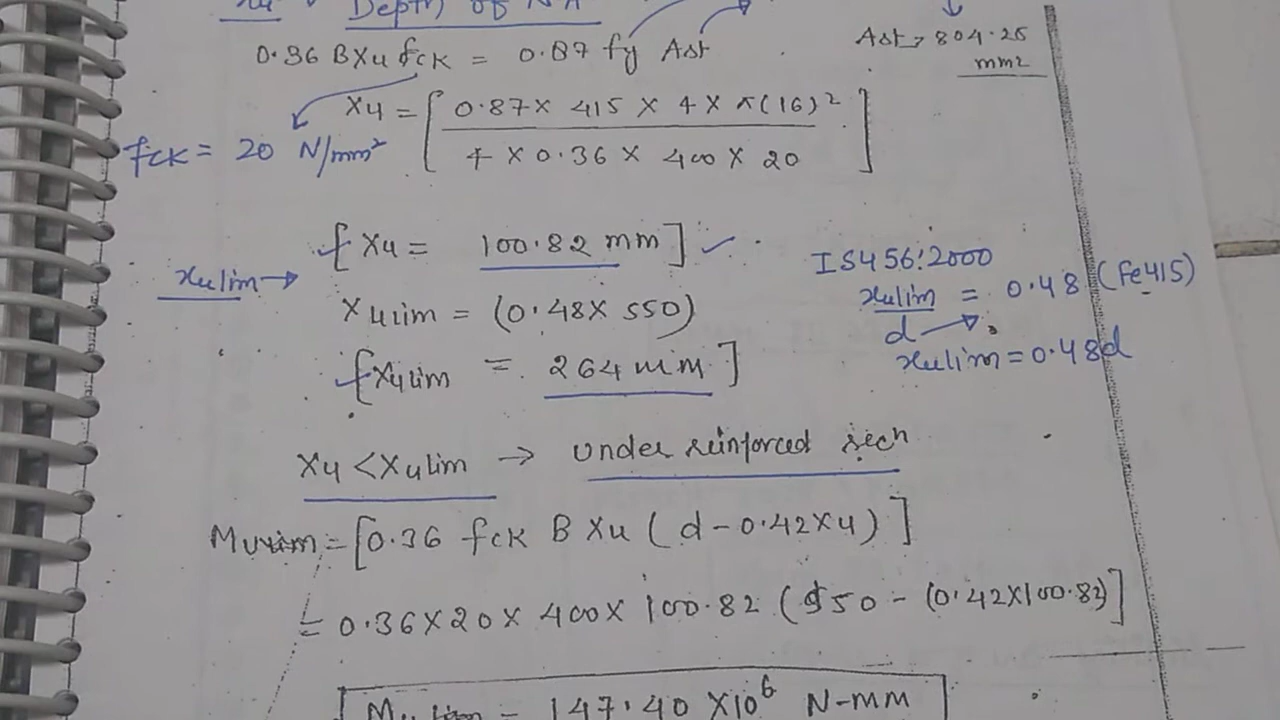 Depth of NA
0.36 BXu fck = 0.87 fy Ast
Ast → 804.25
mm2
Xu = [ 0.87 × 415 × 4 × π(16)²
4 × 0.36 × 400 × 20 ]
fck = 20 N/mm²
{ Xu = 100.82 mm ] ✓
xulim →
IS456:2000
xulim = 0.48 (Fe415)
d
xulim = 0.48d
Xulim = (0.48 × 550)
{ Xulim = 264 mm ]
Xu < Xulim → Under reinforced secn
Mulim = [0.36 fck B Xu ( d - 0.42 Xu ) ]
= 0.36 × 20 × 400 × 100.82 ( 550 - (0.42×100.82) ]
Mulim = 147.40 ×10⁶ N-mm